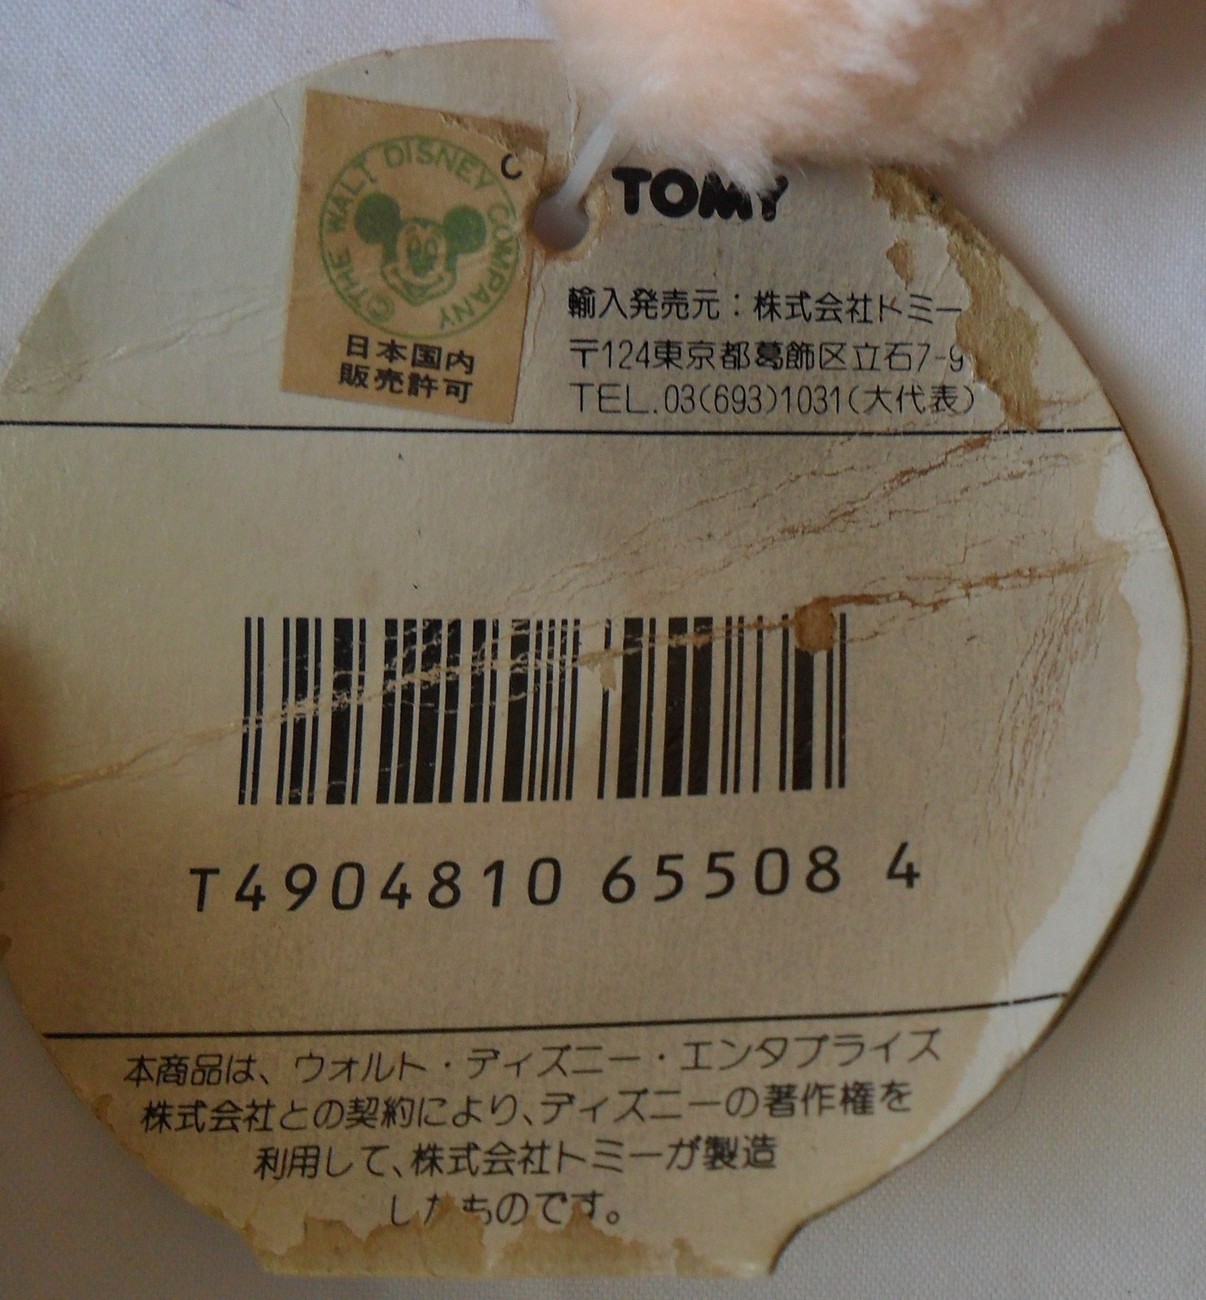 ©THE WALT DISNEY COMPANY
C
日本国内
販売許可
TOMY
輸入発売元：株式会社トミー
〒124東京都葛飾区立石7-9
TEL.03(693)1031(大代表)
T4904810 65508 4
本商品は、ウォルト・ディズニー・エンタプライズ
株式会社との契約により、ディズニーの著作権を
利用して、株式会社トミーが製造
したものです。